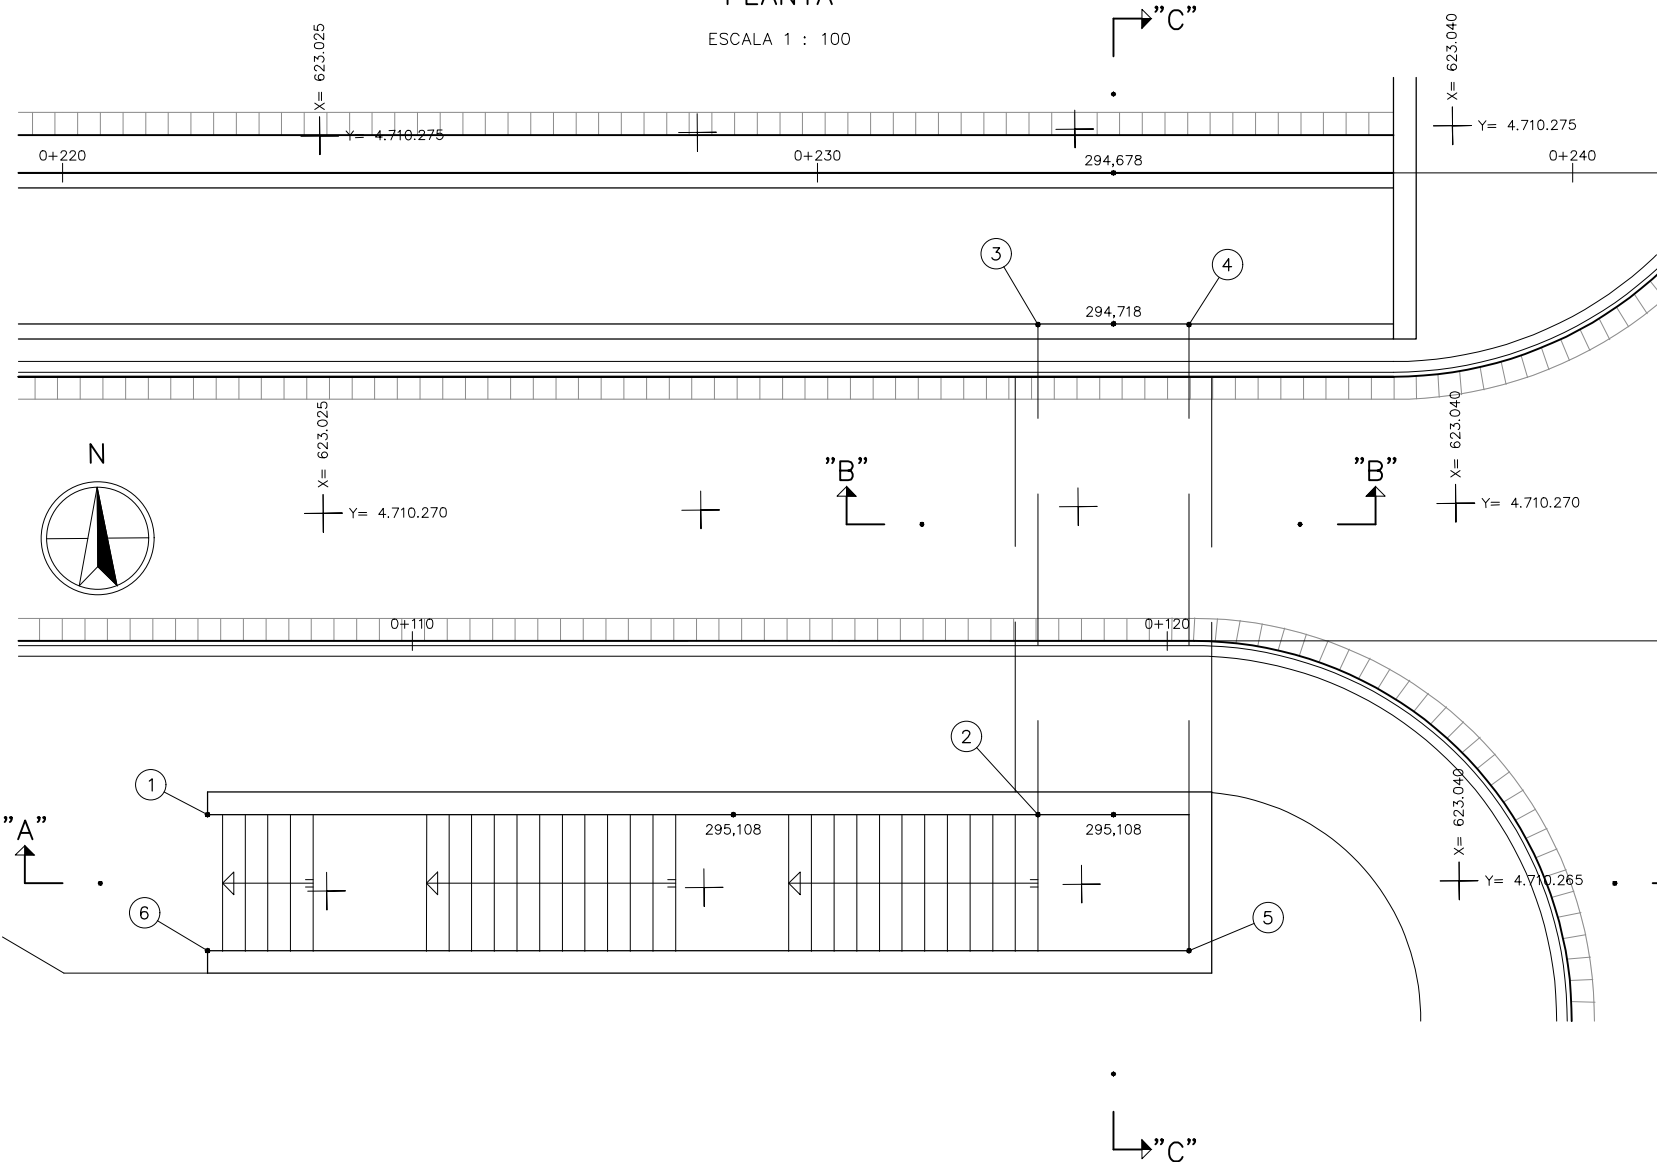 PLANTA
ESCALA 1 : 100
"C"
X= 623.025
X= 623.040
Y= 4.710.275
Y= 4.710.275
0+220
0+230
294,678
0+240
3
4
294,718
X= 623.025
X= 623.040
N
"B"
"B"
Y= 4.710.270
Y= 4.710.270
0+110
0+120
2
1
X= 623.040
"A"
295,108
295,108
Y= 4.710.265
6
5
"C"